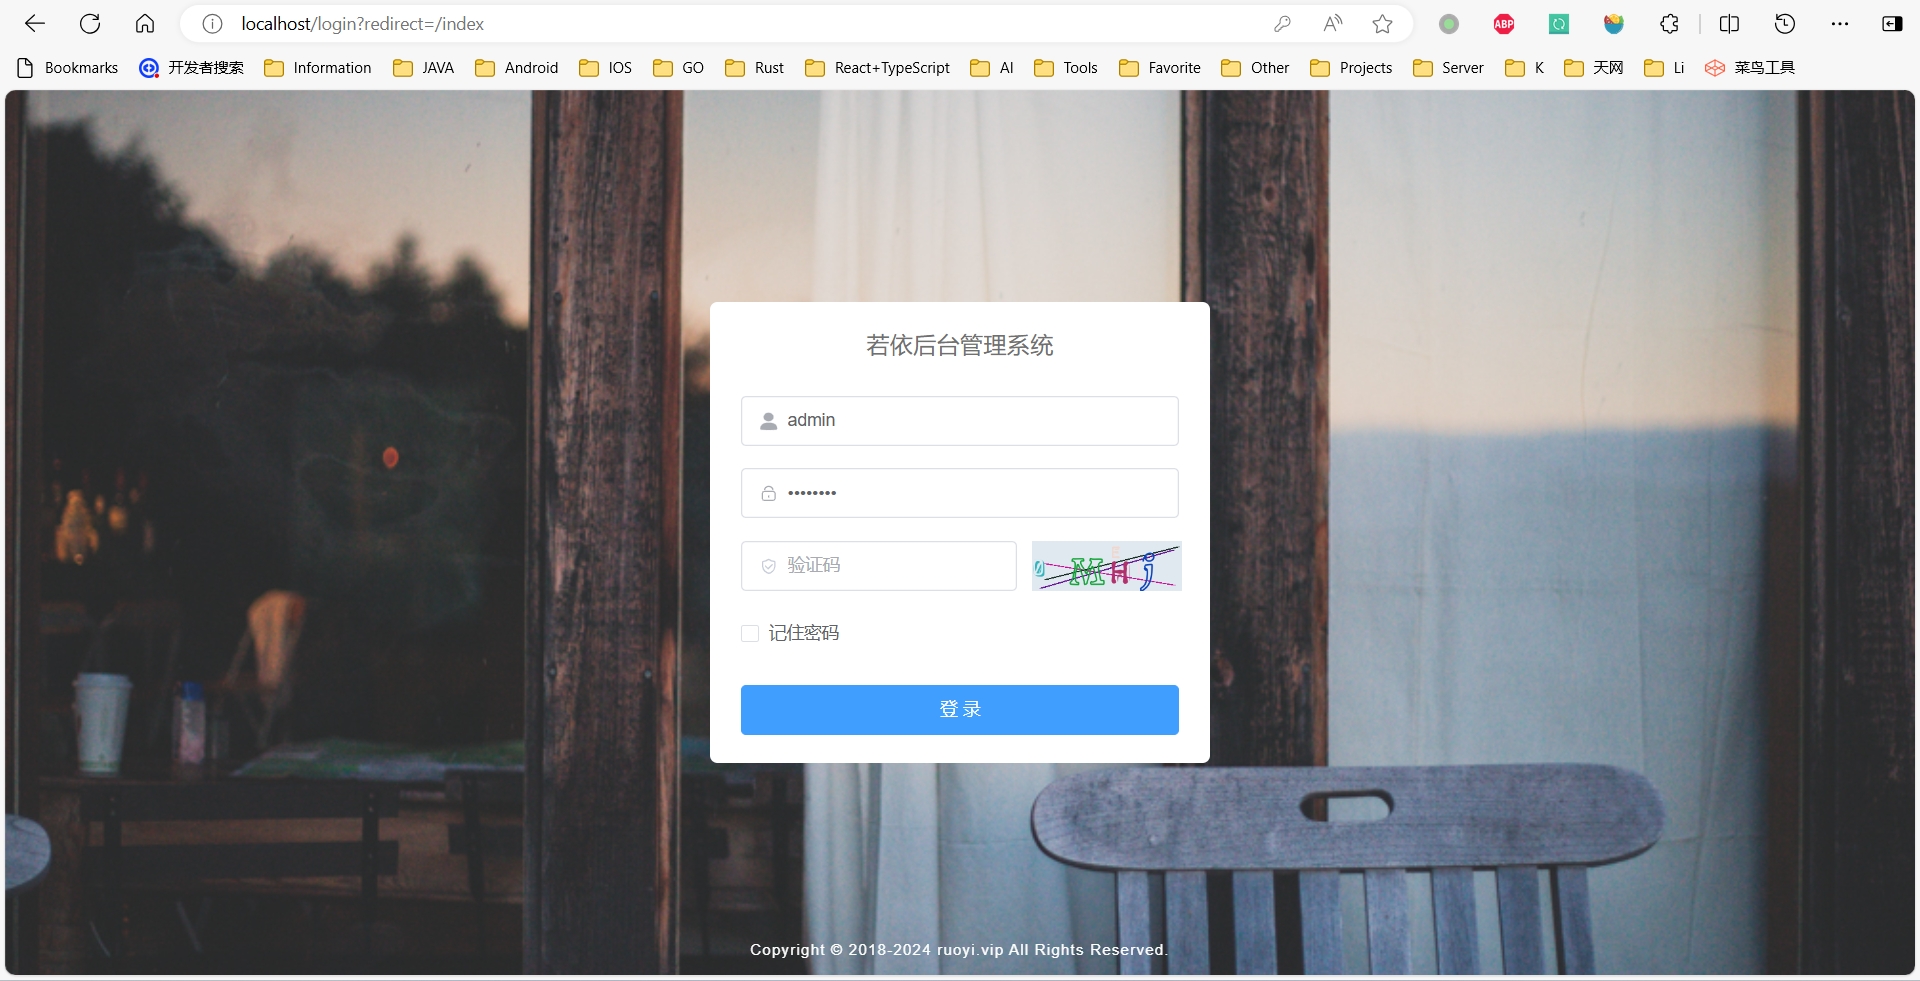 localhost/login?redirect=/index
Bookmarks 开发者搜索 Information JAVA Android IOS GO Rust React+TypeScript AI Tools Favorite Other Projects Server K 天网 Li 菜鸟工具
ABP
若依后台管理系统
admin
••••••••
验证码
记住密码
登 录
Copyright © 2018-2024 ruoyi.vip All Rights Reserved.